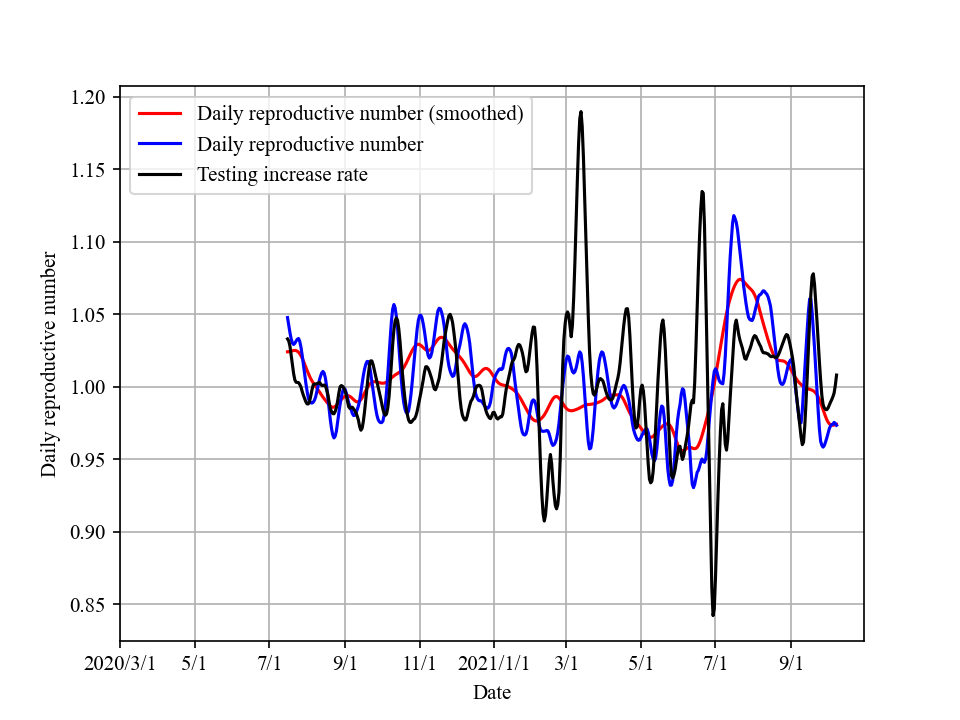 Daily reproductive number (smoothed)
Daily reproductive number
Testing increase rate
1.20
1.15
1.10
1.05
1.00
0.95
0.90
0.85
Daily reproductive number
2020/3/1 5/1 7/1 9/1 11/1 2021/1/1 3/1 5/1 7/1 9/1
Date